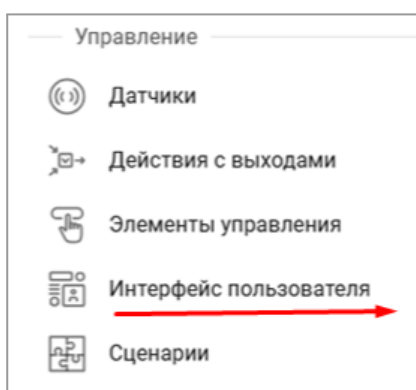 Управление
Датчики
Действия с выходами
Элементы управления
Интерфейс пользователя
Сценарии